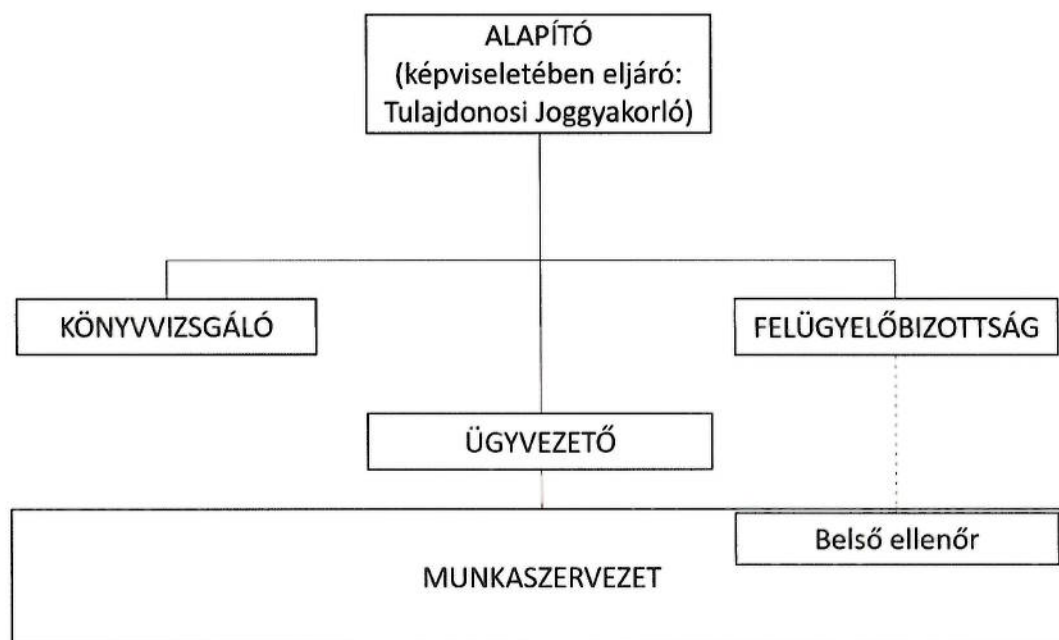 ALAPÍTÓ
(képviseletében eljáró:
Tulajdonosi Joggyakorló)
KÖNYVVIZSGÁLÓ
FELÜGYELŐBIZOTTSÁG
ÜGYVEZETŐ
Belső ellenőr
MUNKASZERVEZET